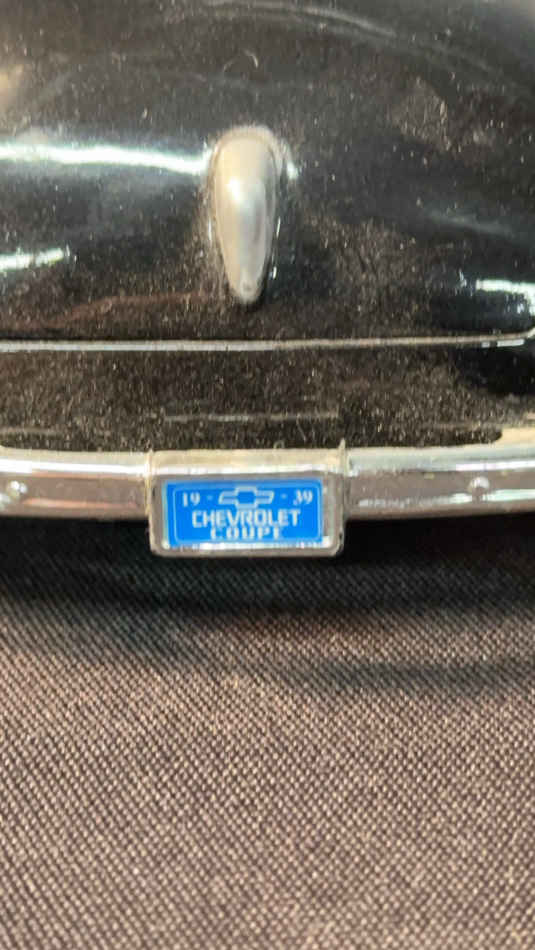 19 - - 39
CHEVROLET
COUPE